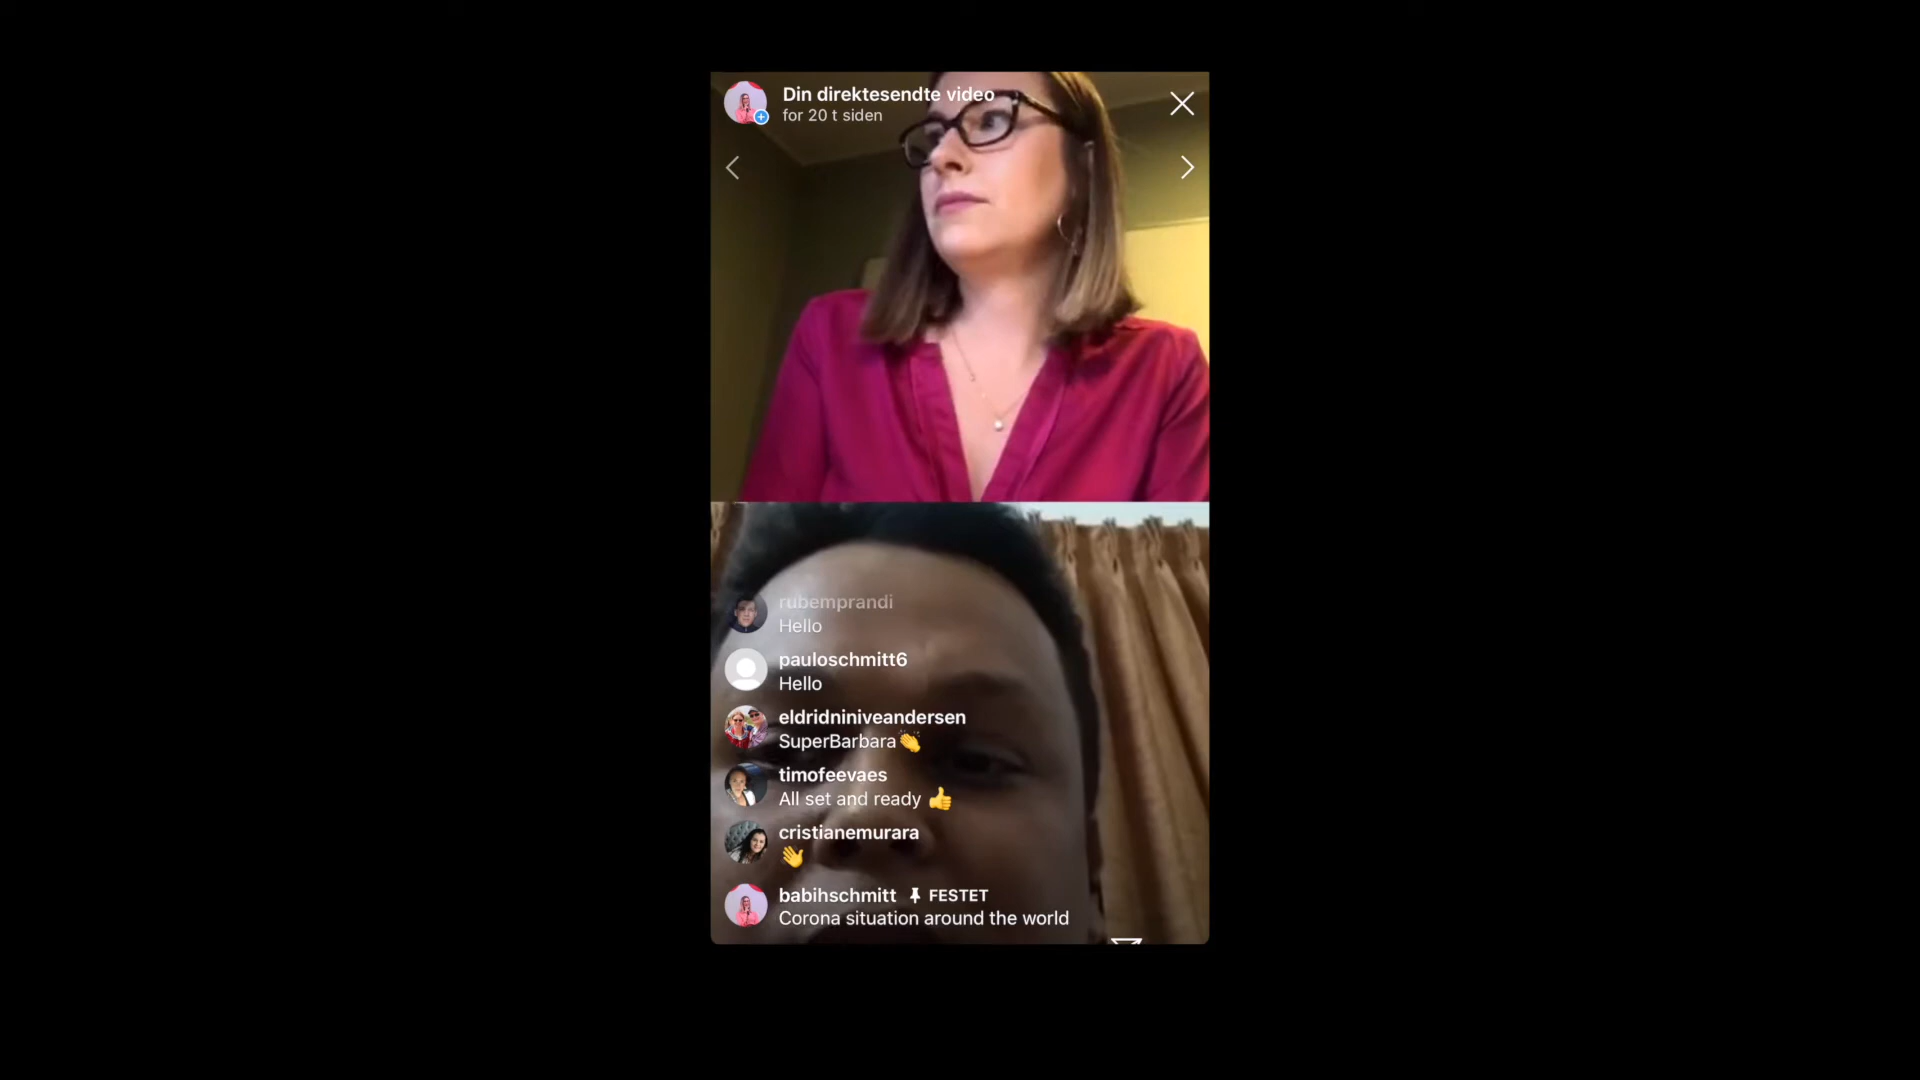 Din direktesendte video
for 20 t siden
rubemprandi
Hello
pauloschmitt6
Hello
eldridniniveandersen
SuperBarbara👏
timofeevaes
All set and ready 👍
cristianemurara
👋
babihschmitt 📌 FESTET
Corona situation around the world